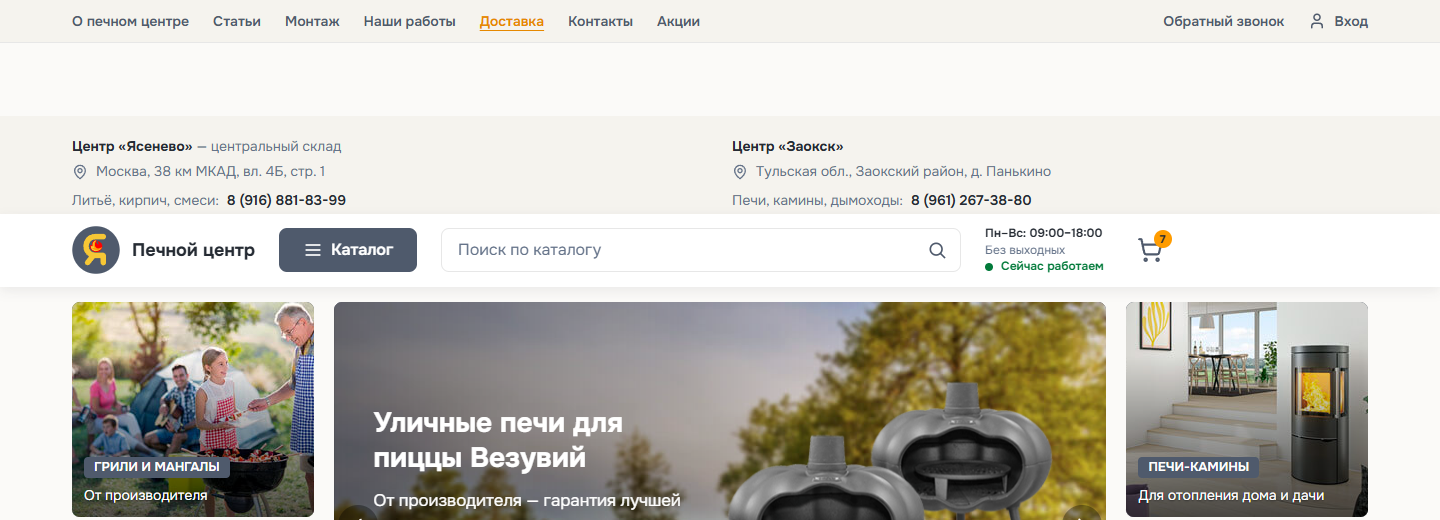 О печном центре Статьи Монтаж Наши работы Доставка Контакты Акции Обратный звонок Вход
Центр «Ясенево» — центральный склад
Москва, 38 км МКАД, вл. 4Б, стр. 1
Литьё, кирпич, смеси: 8 (916) 881-83-99
Центр «Заокск»
Тульская обл., Заокский район, д. Панькино
Печи, камины, дымоходы: 8 (961) 267-38-80
Я
Печной центр
Каталог
Поиск по каталогу
Пн–Вс: 09:00–18:00
Без выходных
Сейчас работаем
7
ГРИЛИ И МАНГАЛЫ
От производителя
Уличные печи для
пиццы Везувий
От производителя — гарантия лучшей
ПЕЧИ-КАМИНЫ
Для отопления дома и дачи